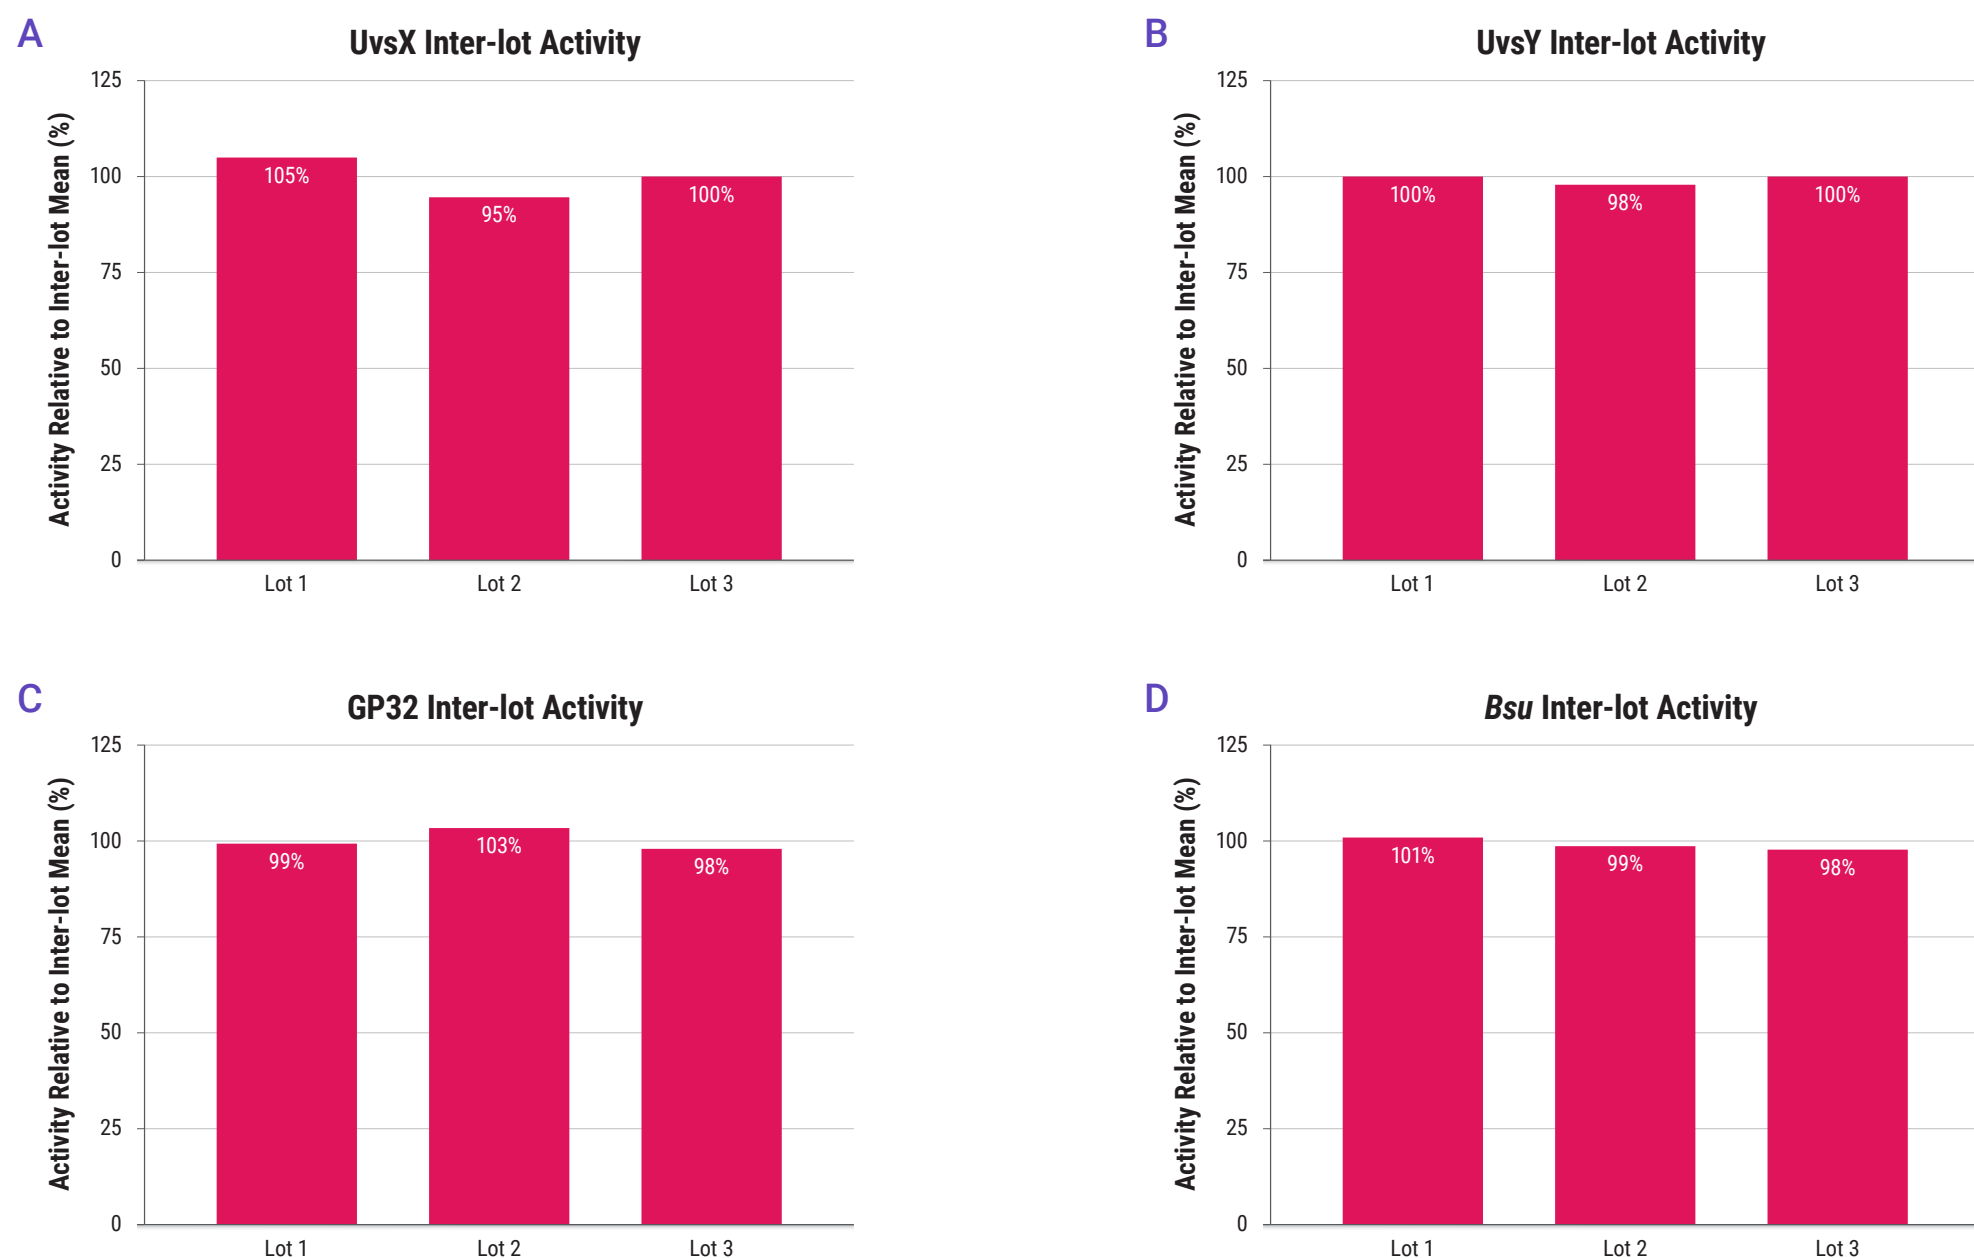 A
UvsX Inter-lot Activity
Activity Relative to Inter-lot Mean (%)
125
100
75
50
25
0
105%
95%
100%
Lot 1
Lot 2
Lot 3
B
UvsY Inter-lot Activity
Activity Relative to Inter-lot Mean (%)
125
100
75
50
25
0
100%
98%
100%
Lot 1
Lot 2
Lot 3
C
GP32 Inter-lot Activity
Activity Relative to Inter-lot Mean (%)
125
100
75
50
25
0
99%
103%
98%
Lot 1
Lot 2
Lot 3
D
Bsu Inter-lot Activity
Activity Relative to Inter-lot Mean (%)
125
100
75
50
25
0
101%
99%
98%
Lot 1
Lot 2
Lot 3